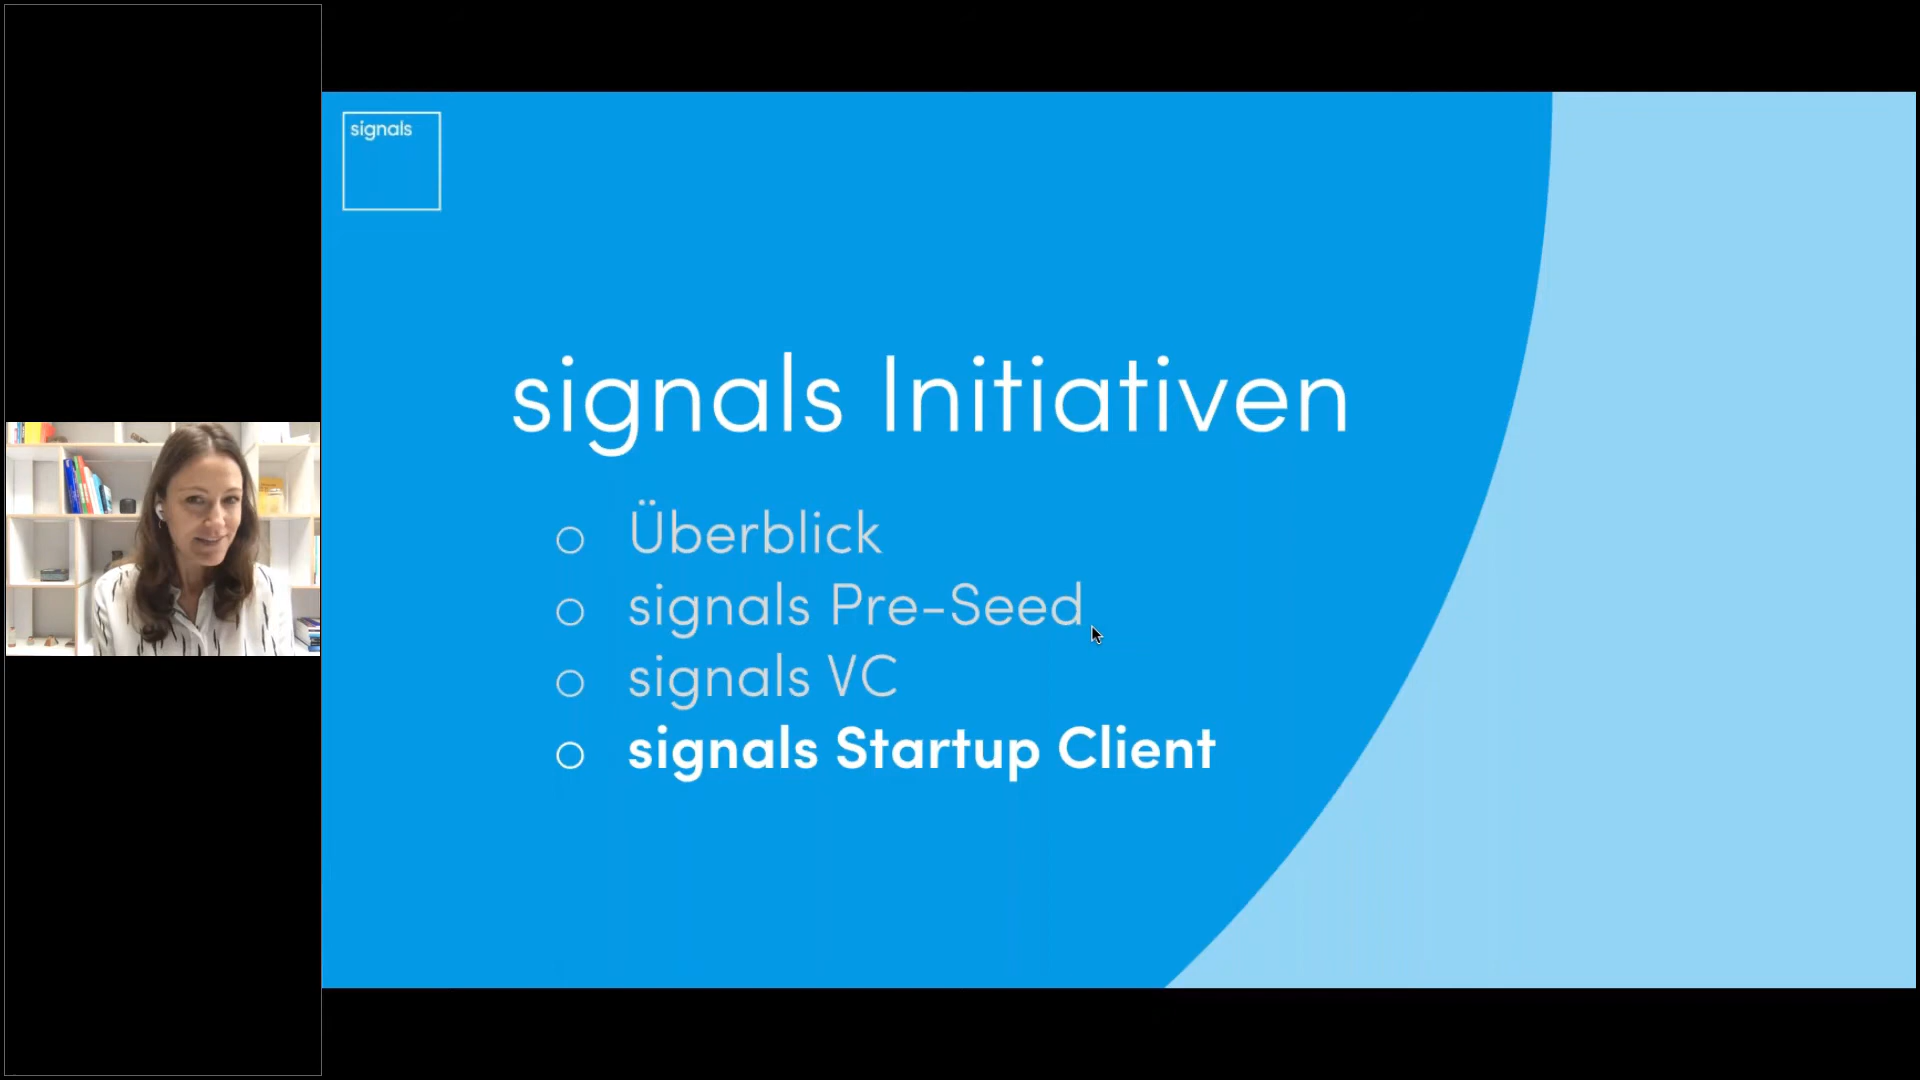 signals
signals Initiativen
Überblick
signals Pre-Seed
signals VC
signals Startup Client